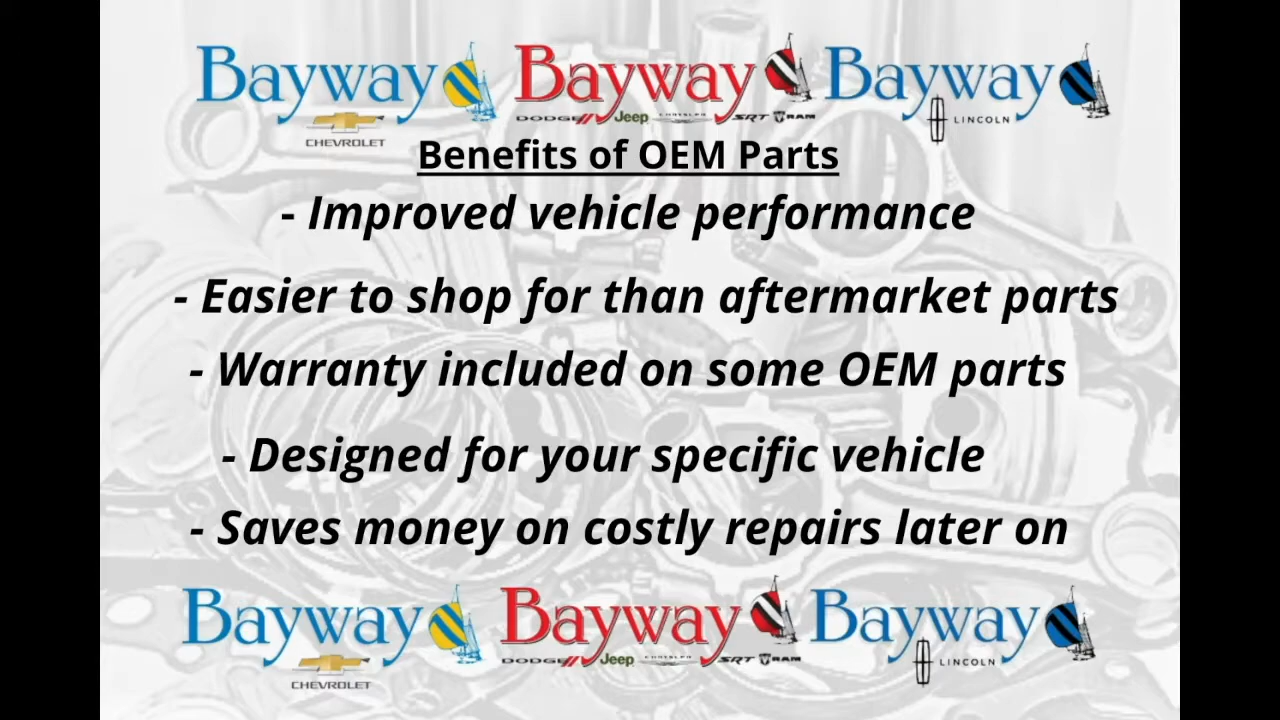 Bayway Bayway Bayway
CHEVROLET DODGE Jeep CHRYSLER SRT RAM LINCOLN
Benefits of OEM Parts
- Improved vehicle performance
- Easier to shop for than aftermarket parts
- Warranty included on some OEM parts
- Designed for your specific vehicle
- Saves money on costly repairs later on
Bayway Bayway Bayway
CHEVROLET DODGE Jeep CHRYSLER SRT RAM LINCOLN